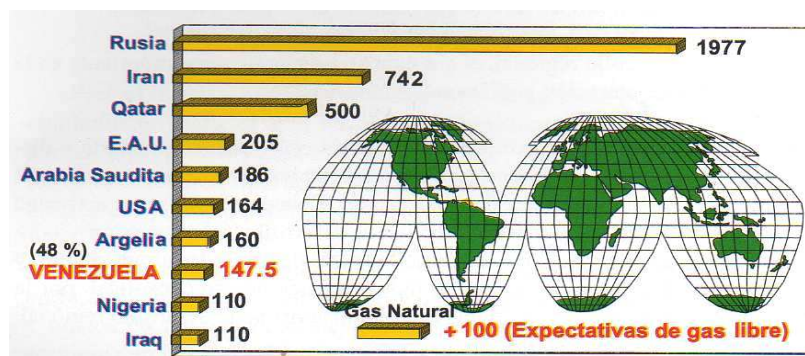 Rusia 1977
Iran 742
Qatar 500
E.A.U. 205
Arabia Saudita 186
USA 164
Argelia 160
(48 %)
VENEZUELA 147.5
Nigeria 110
Iraq 110
Gas Natural
+100 (Expectativas de gas libre)